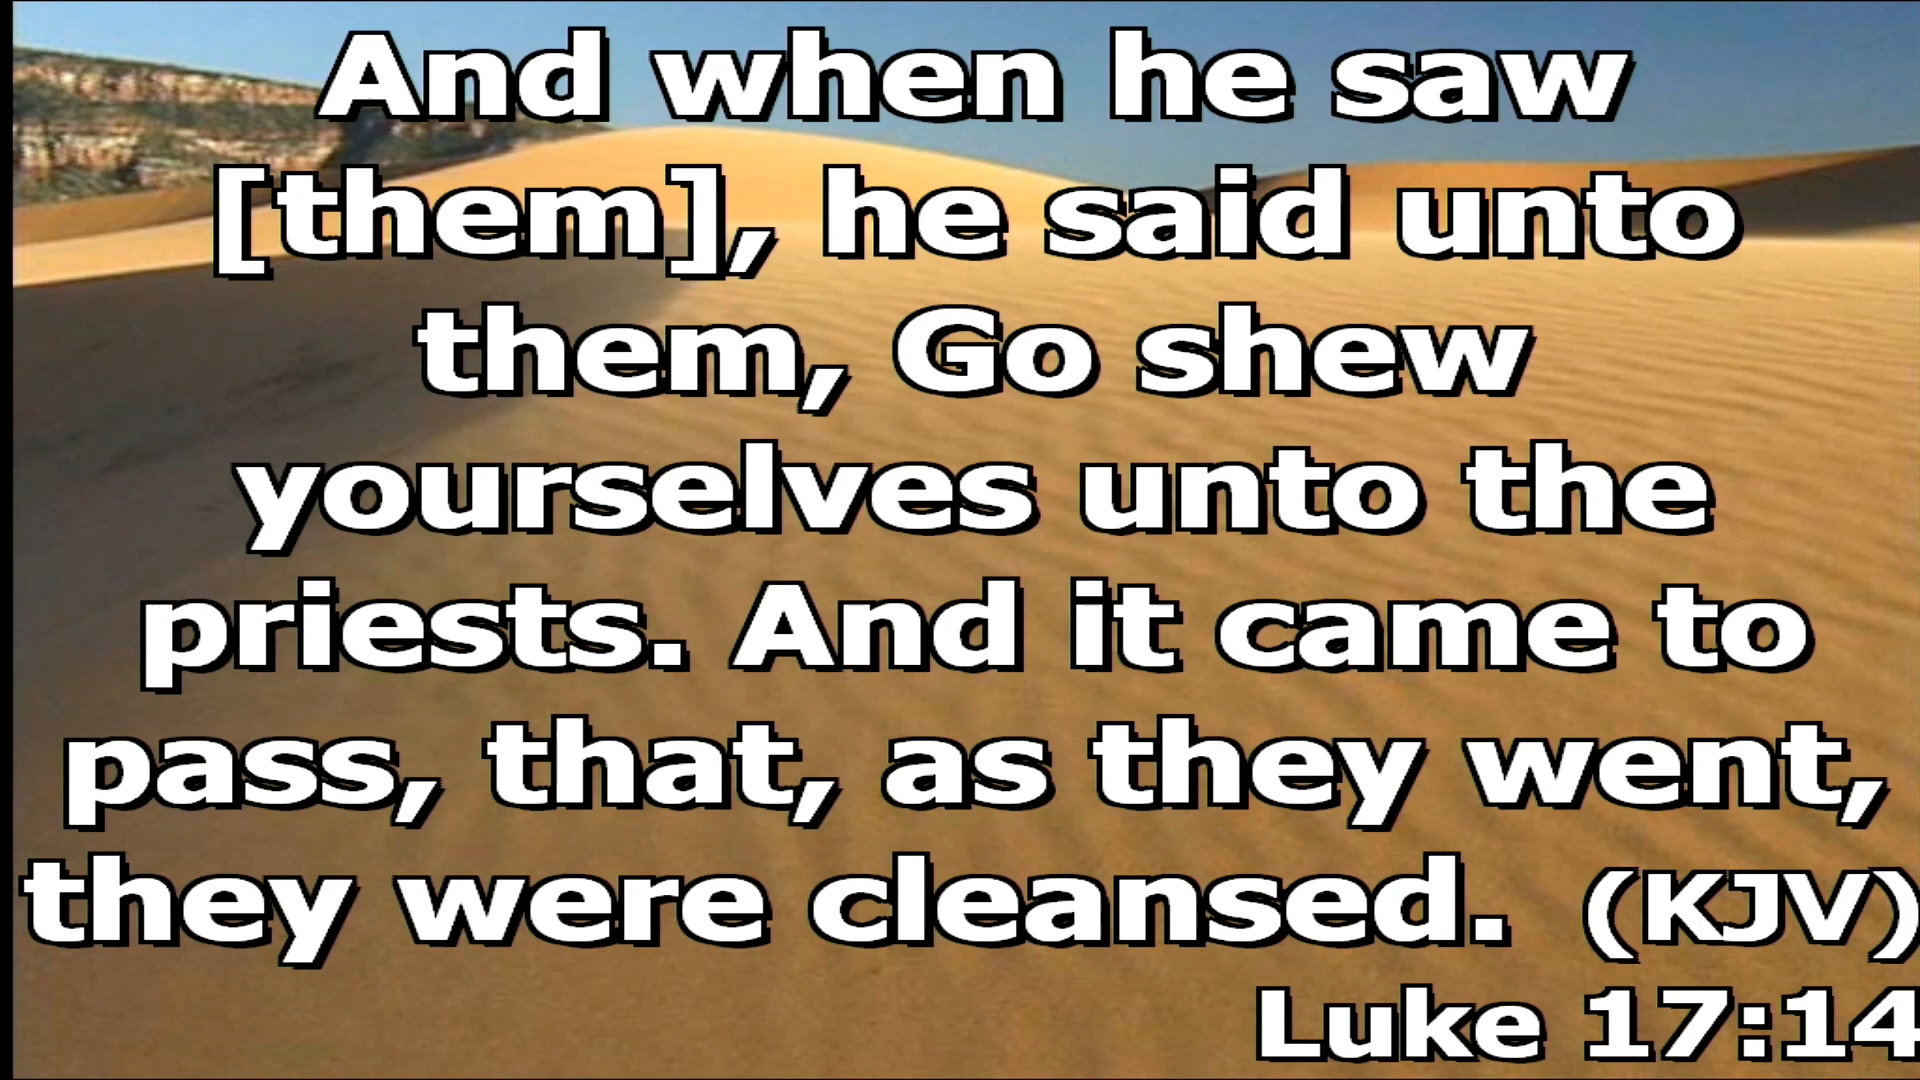 And when he saw
[them], he said unto
them, Go shew
yourselves unto the
priests. And it came to
pass, that, as they went,
they were cleansed. (KJV)
Luke 17:14